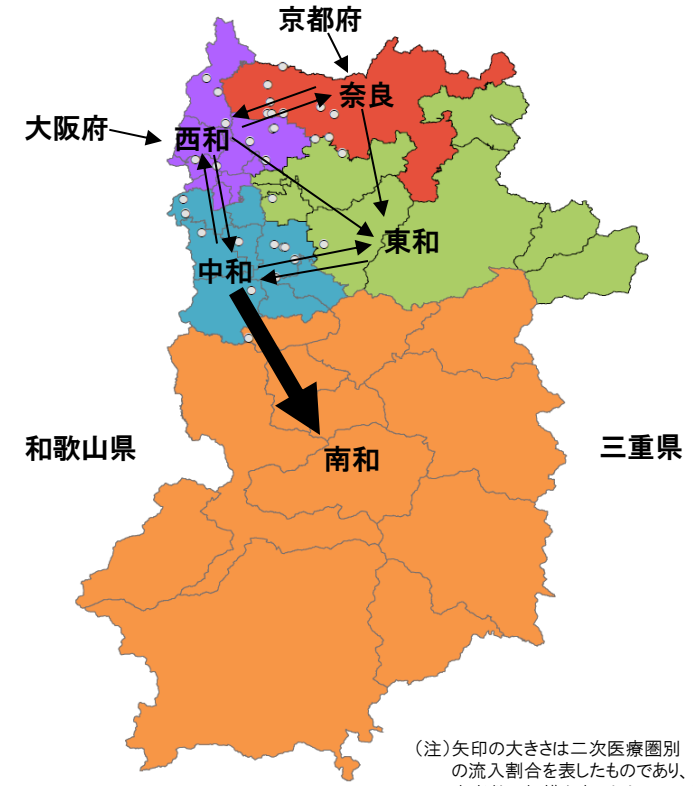 京都府
奈良
大阪府
西和
東和
中和
和歌山県
南和
三重県
（注）矢印の大きさは二次医療圏別
の流入割合を表したものであり、